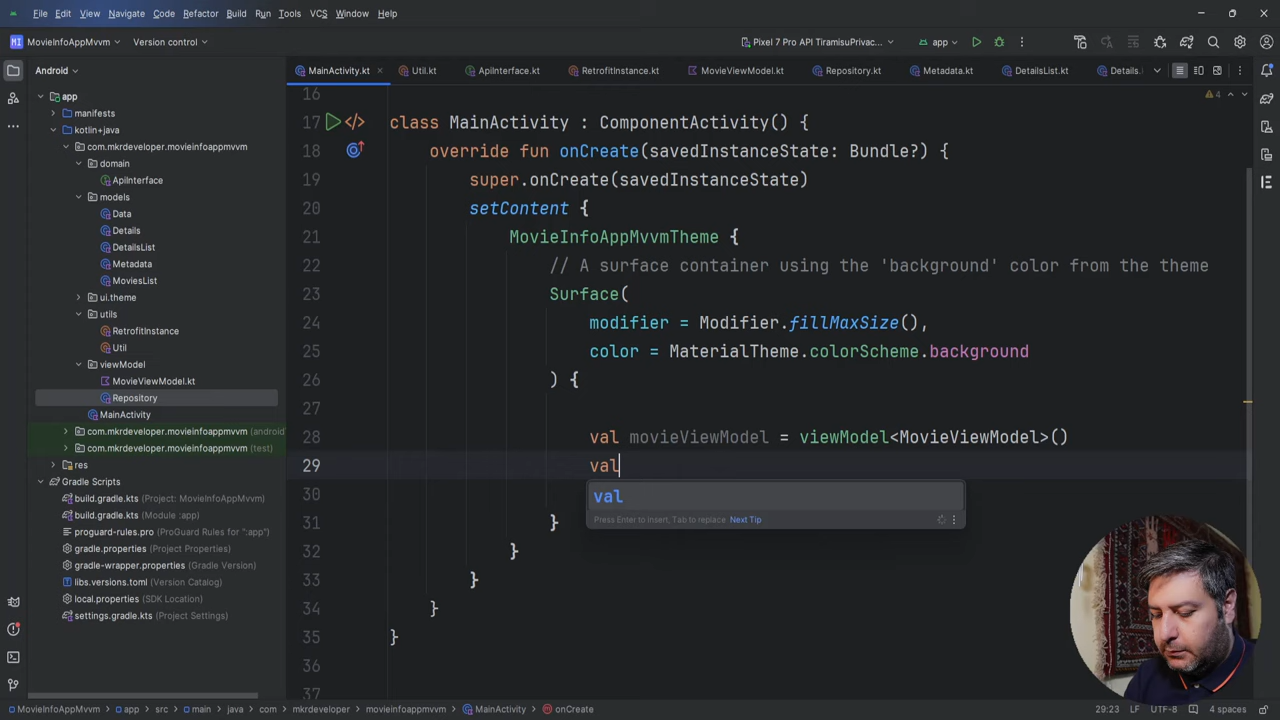 File Edit View Navigate Code Refactor Build Run Tools VCS Window Help
MI MovieInfoAppMvvm Version control Pixel 7 Pro API TiramisuPrivac... app
Android MainActivity.kt Util.kt ApiInterface.kt RetrofitInstance.kt MovieViewModel.kt Repository.kt Metadata.kt DetailsList.kt Details.
app
manifests
kotlin+java
com.mkrdeveloper.movieinfoappmvvm
domain
ApiInterface
models
Data
Details
DetailsList
Metadata
MoviesList
ui.theme
utils
RetrofitInstance
Util
viewModel
MovieViewModel.kt
Repository
MainActivity
com.mkrdeveloper.movieinfoappmvvm (android
com.mkrdeveloper.movieinfoappmvvm (test)
res
Gradle Scripts
build.gradle.kts (Project: MovieInfoAppMvvm)
build.gradle.kts (Module :app)
proguard-rules.pro (ProGuard Rules for ":app")
gradle.properties (Project Properties)
gradle-wrapper.properties (Gradle Version)
libs.versions.toml (Version Catalog)
local.properties (SDK Location)
settings.gradle.kts (Project Settings)
4
16
17 class MainActivity : ComponentActivity() {
18 override fun onCreate(savedInstanceState: Bundle?) {
19 super.onCreate(savedInstanceState)
20 setContent {
21 MovieInfoAppMvvmTheme {
22 // A surface container using the 'background' color from the theme
23 Surface(
24 modifier = Modifier.fillMaxSize(),
25 color = MaterialTheme.colorScheme.background
26 ) {
27
28 val movieViewModel = viewModel<MovieViewModel>()
29 val
val
Press Enter to insert, Tab to replace Next Tip
30
31 }
32 }
33 }
34 }
35 }
36
37
MovieInfoAppMvvm > app > src > main > java > com > mkrdeveloper > movieinfoappmvvm > MainActivity > onCreate 29:23 LF UTF-8 4 spaces